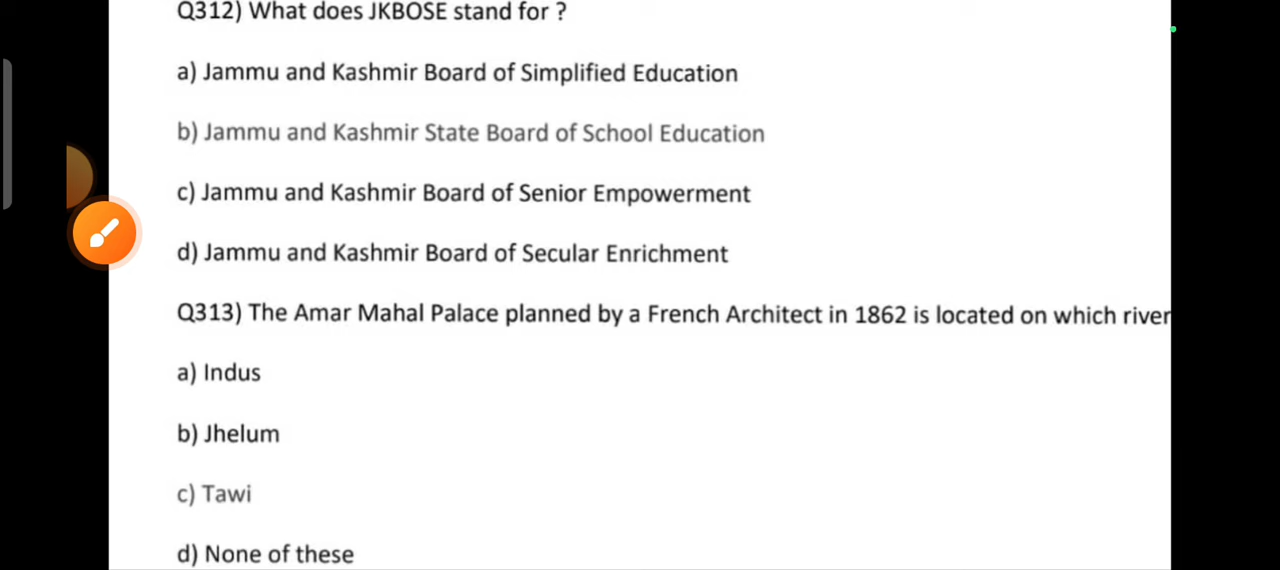 Q312) What does JKBOSE stand for ?
a) Jammu and Kashmir Board of Simplified Education
b) Jammu and Kashmir State Board of School Education
c) Jammu and Kashmir Board of Senior Empowerment
d) Jammu and Kashmir Board of Secular Enrichment
Q313) The Amar Mahal Palace planned by a French Architect in 1862 is located on which river
a) Indus
b) Jhelum
c) Tawi
d) None of these